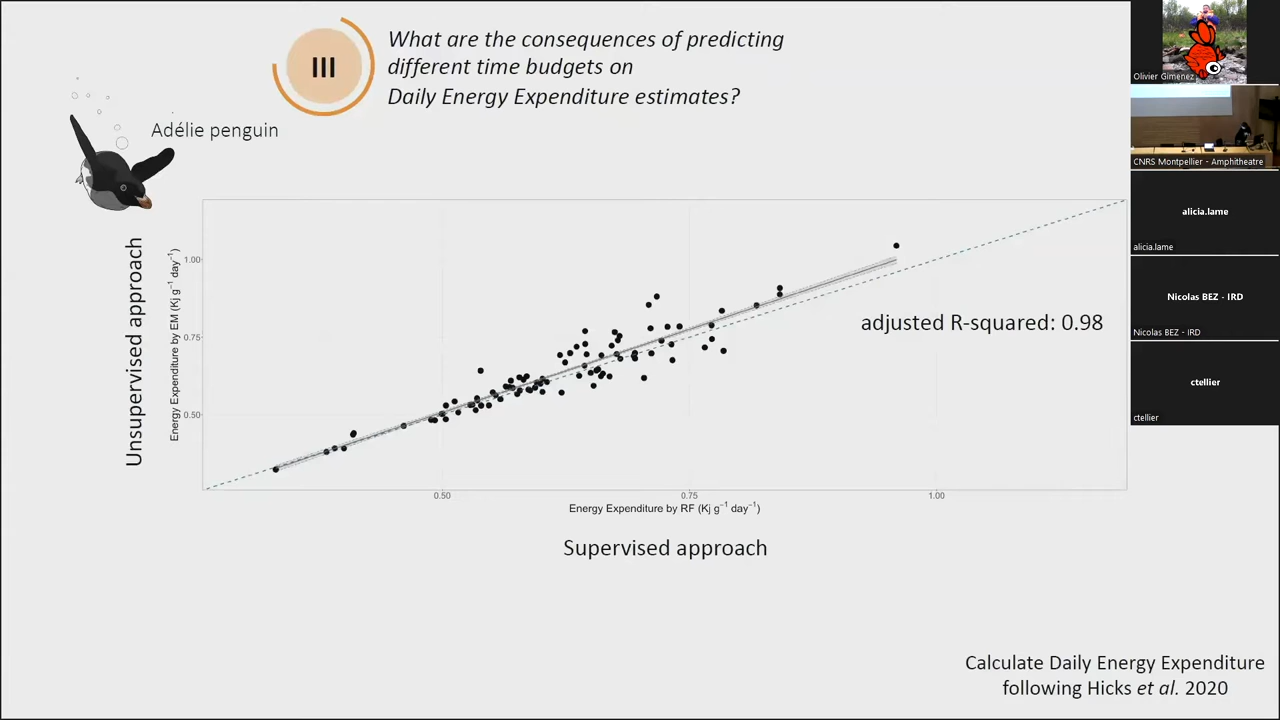 III
What are the consequences of predicting
different time budgets on
Daily Energy Expenditure estimates?
Adélie penguin
Unsupervised approach
Energy Expenditure by EM (Kj g⁻¹ day⁻¹)
1.00
0.75
0.50
adjusted R-squared: 0.98
0.50
0.75
1.00
Energy Expenditure by RF (Kj g⁻¹ day⁻¹)
Supervised approach
Calculate Daily Energy Expenditure
following Hicks et al. 2020
Olivier Gimenez
CNRS Montpellier - Amphitheatre
alicia.lame
alicia.lame
Nicolas BEZ - IRD
Nicolas BEZ - IRD
ctellier
ctellier